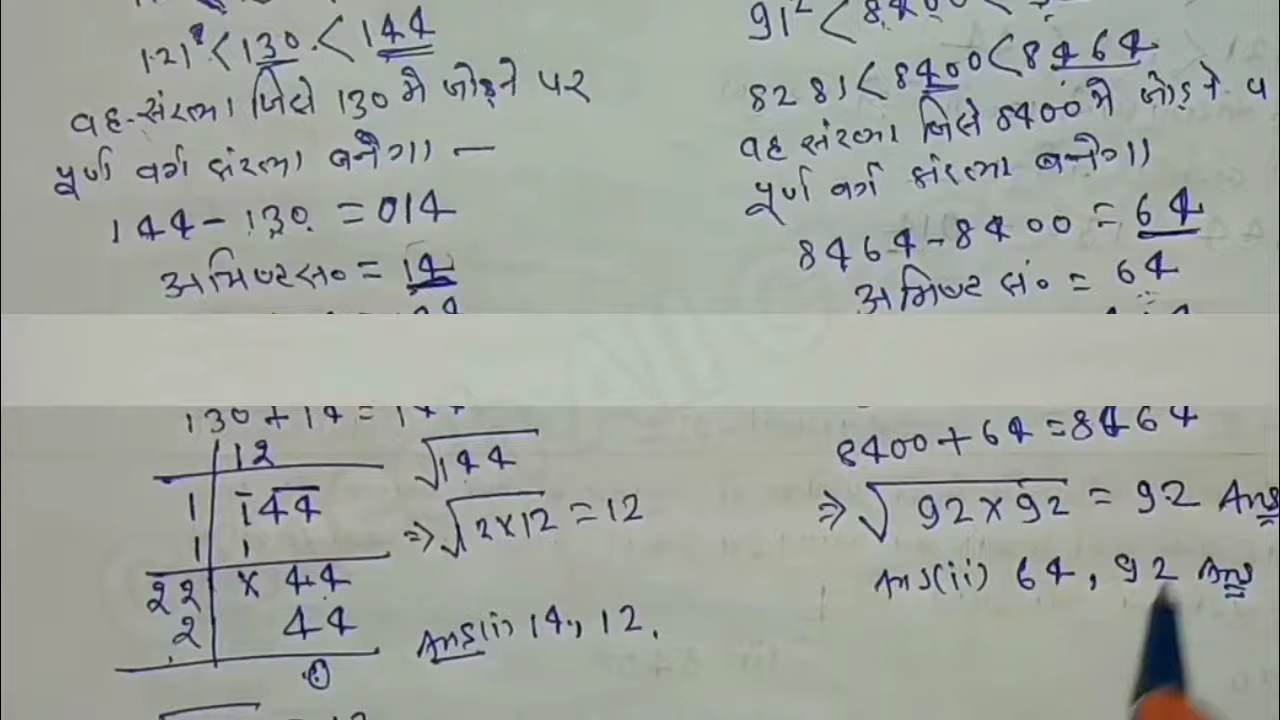 121 < 130 < 144
वह संख्या जिसे 130 मे जोड़ने पर
पूर्ण वर्ग संख्या बनेगा —
144 - 130 = 014
अभिष्ट सं० = 14
130 + 14 = 144
12
1 144
1 1
22 × 44
2 44
0
√144
⇒ √12×12 = 12
Ans(i) 14, 12.
91² < 8400 <
8281 < 8400 < 8464
वह संख्या जिसे 8400 मे जोड़ने प
पूर्ण वर्ग संख्या बनेगा
8464 - 8400 = 64
अभिष्ट सं० = 64
8400 + 64 = 8464
⇒ √92×92 = 92 Ans
Ans(ii) 64, 92 Ans